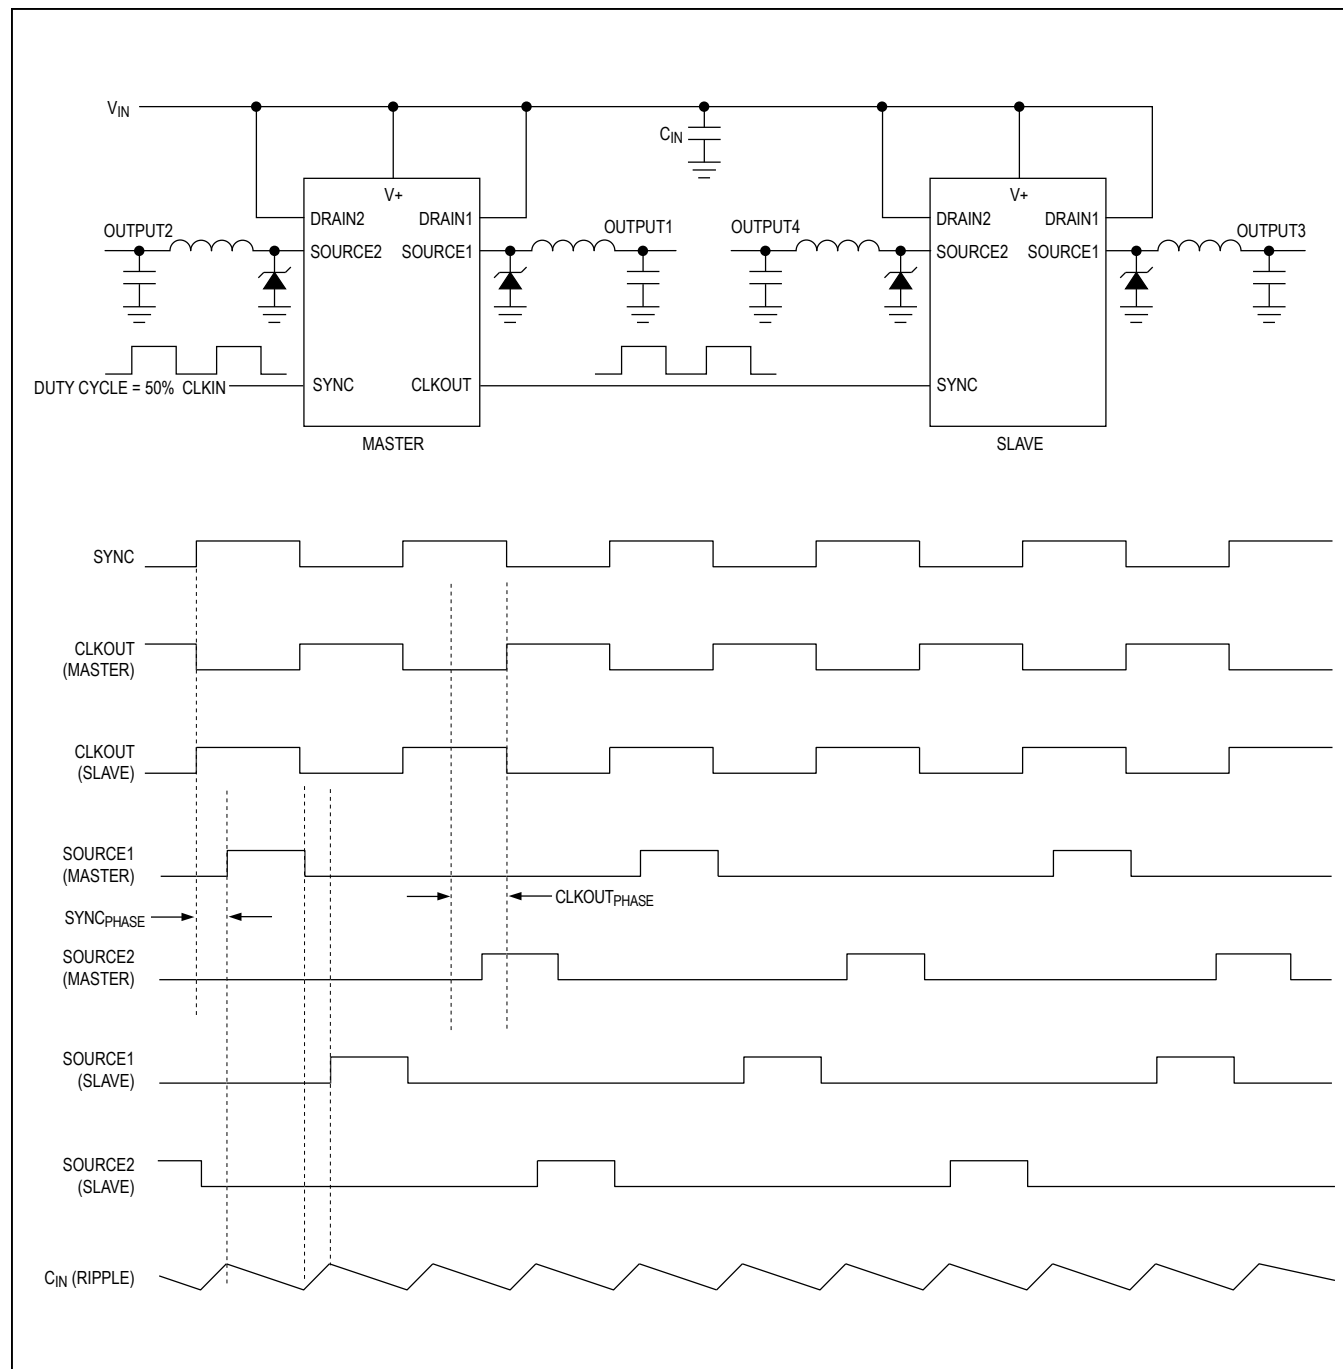 VIN
CIN
V+
DRAIN2
DRAIN1
SOURCE2
SOURCE1
OUTPUT2
OUTPUT1
DUTY CYCLE = 50% CLKIN
SYNC
CLKOUT
MASTER
V+
DRAIN2
DRAIN1
SOURCE2
SOURCE1
OUTPUT4
OUTPUT3
SYNC
SLAVE
SYNC
CLKOUT
(MASTER)
CLKOUT
(SLAVE)
SOURCE1
(MASTER)
CLKOUTPHASE
SYNCPHASE
SOURCE2
(MASTER)
SOURCE1
(SLAVE)
SOURCE2
(SLAVE)
CIN (RIPPLE)